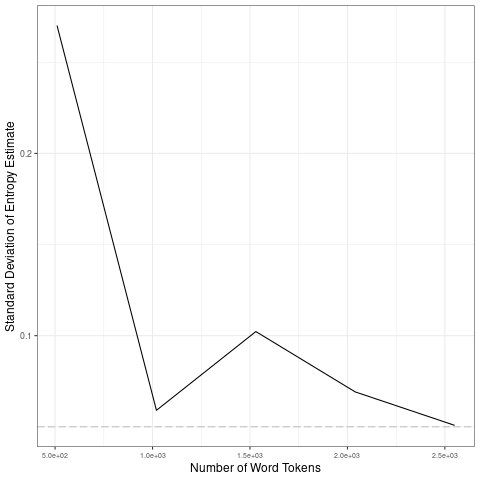 Standard Deviation of Entropy Estimate
0.2
0.1
5.0e+02 1.0e+03 1.5e+03 2.0e+03 2.5e+03
Number of Word Tokens